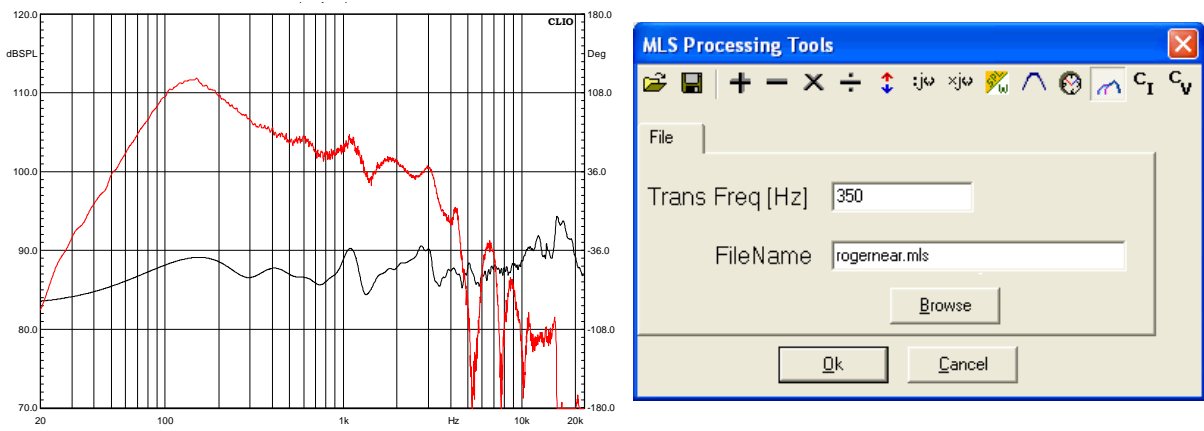 120.0
CLIO
180.0
dBSPL
Deg
110.0
108.0
100.0
36.0
90.0
-36.0
80.0
-108.0
70.0
-180.0
20
100
1k
Hz
10k
20k
MLS Processing Tools
:jω
×jω
C I
C V
File
Trans Freq [Hz]
350
FileName
rogernear.mls
Browse
Ok
Cancel